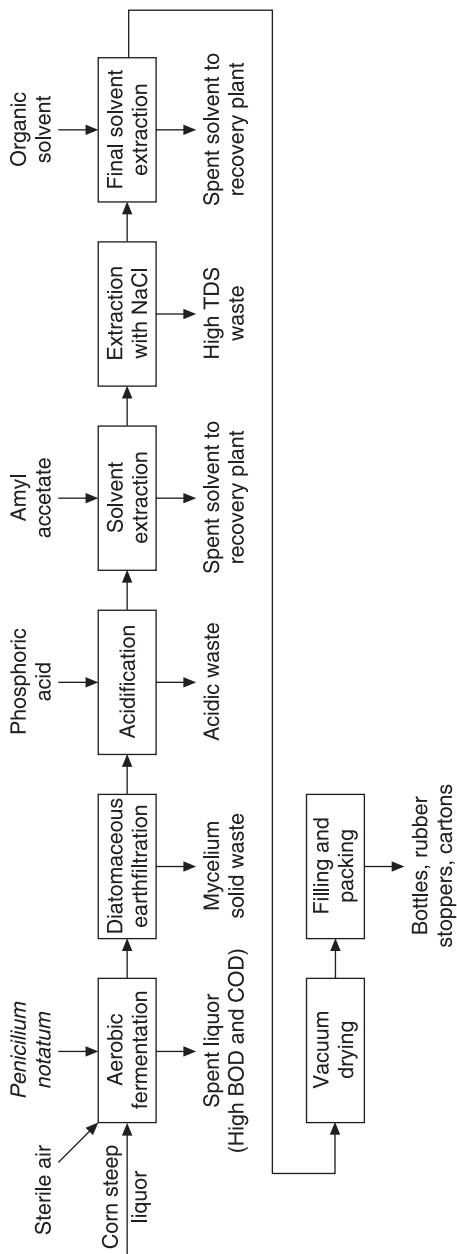 Sterile air
Corn steep
liquor
Penicilium
notatum
Aerobic
fermentation
Spent liquor
(High BOD and COD)
Diatomaceous
earthfiltration
Mycelium
solid waste
Phosphoric
acid
Acidification
Acidic waste
Amyl
accetate
Solvent
extraction
Spent solvent to
recovery plant
Extraction
with NaCl
High TDS
waste
Organic
solvent
Final solvent
extraction
Spent solvent to
recovery plant
Vacuum
drying
Filling and
packing
Bottles, rubber
stoppers, cartons